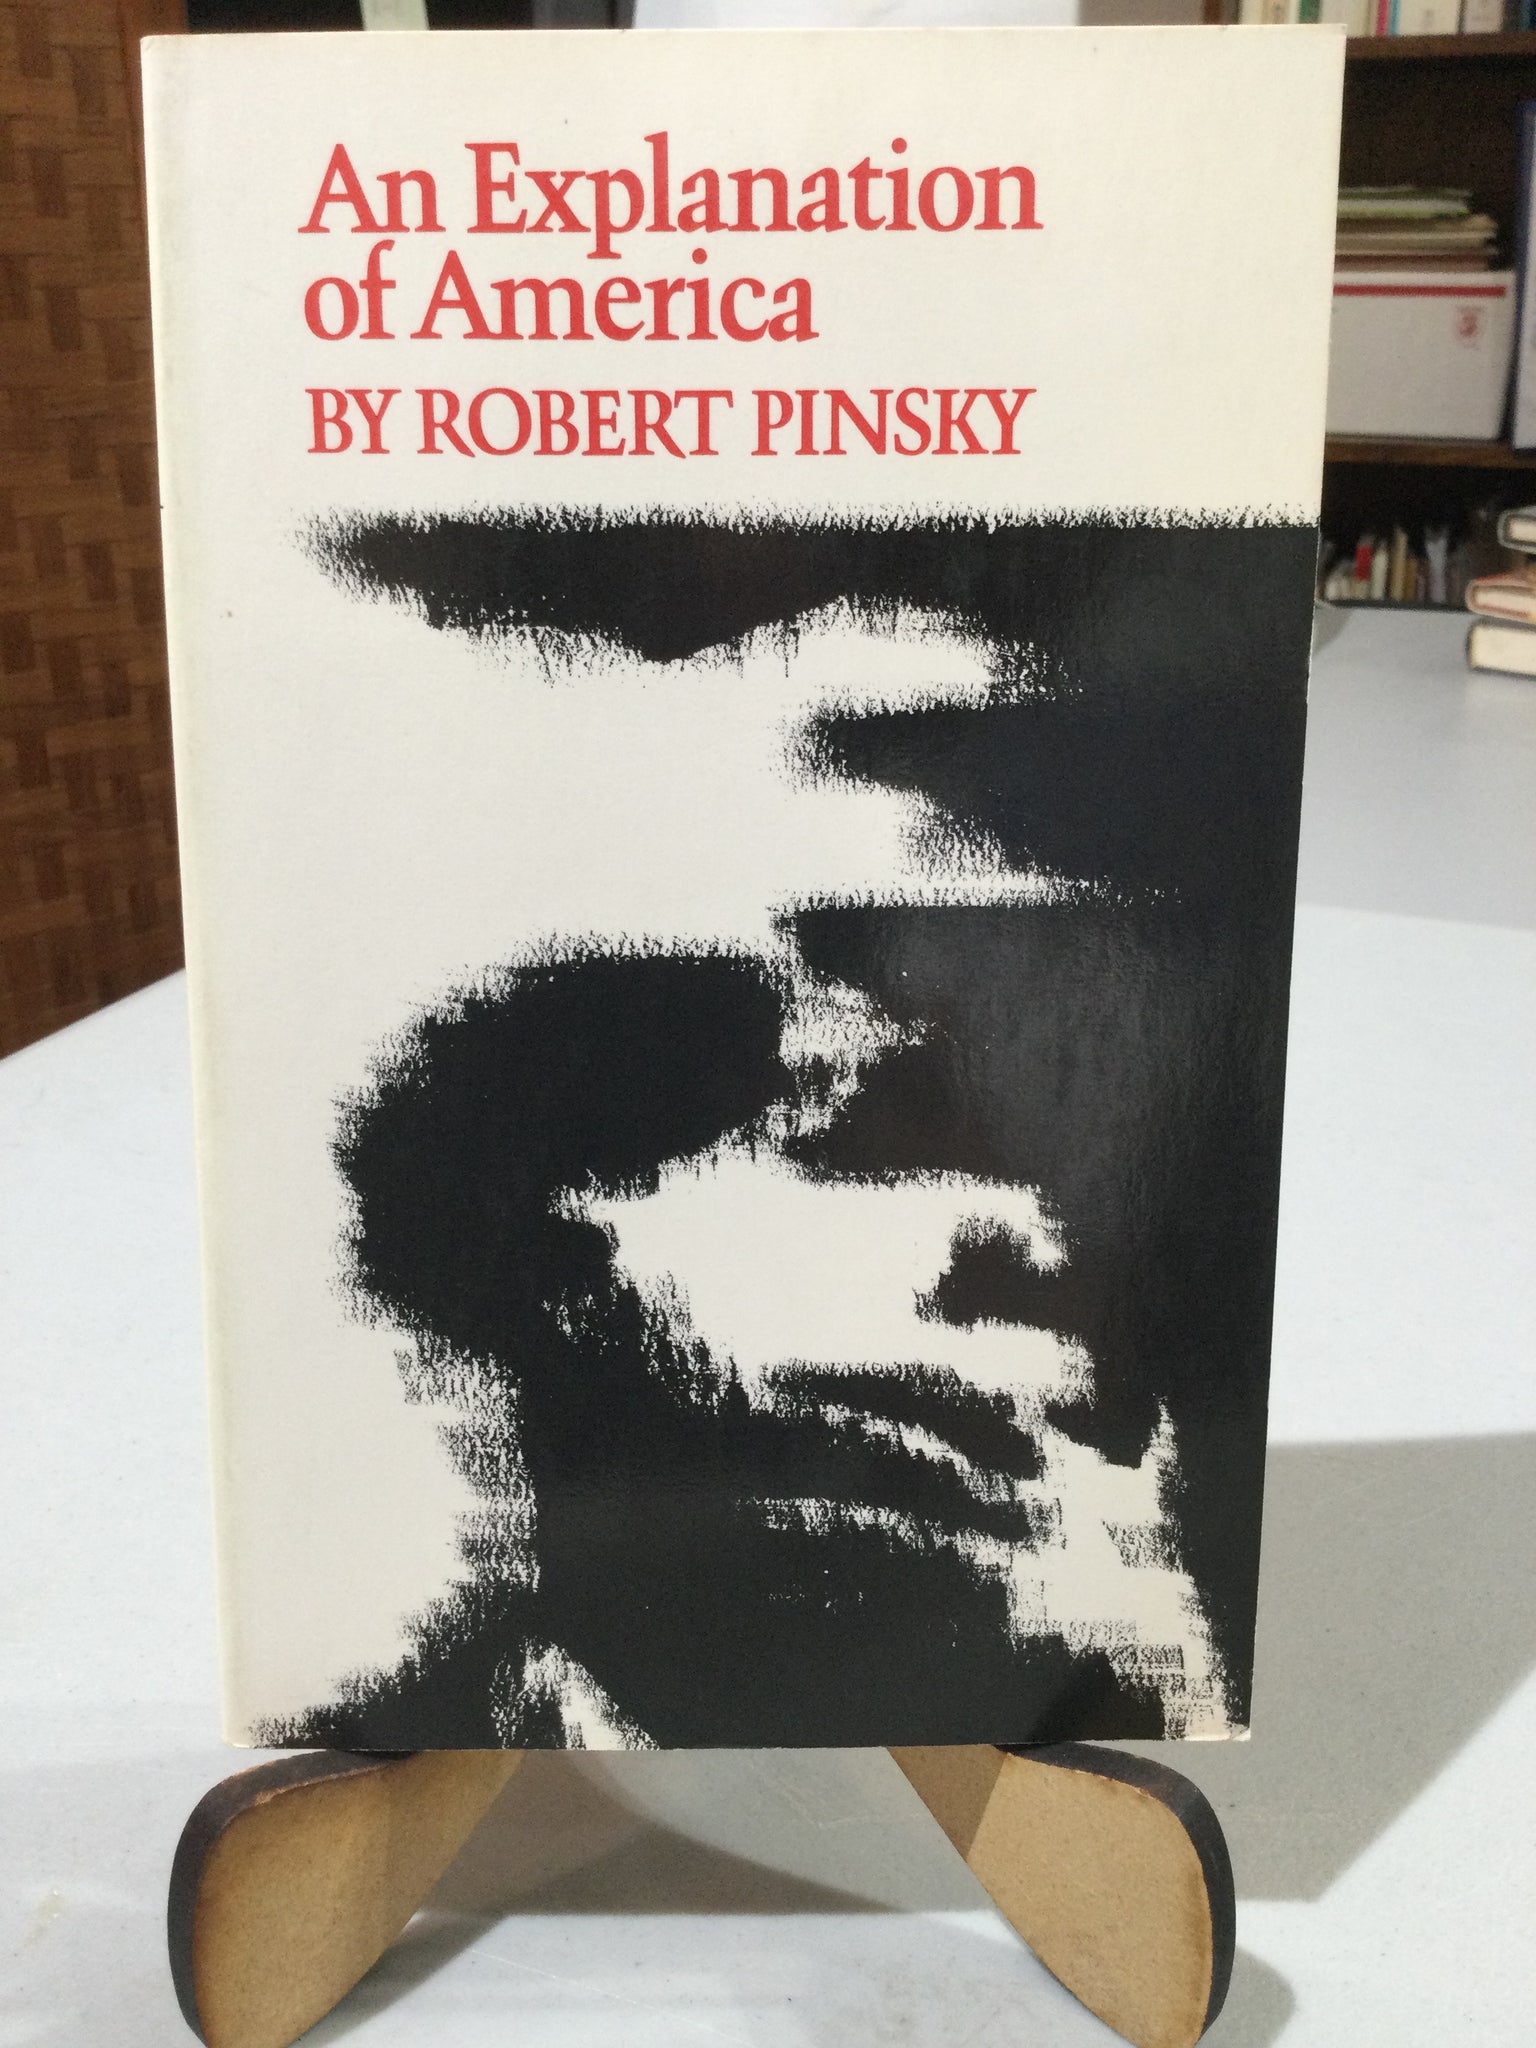 An Explanation
of America
BY ROBERT PINSKY